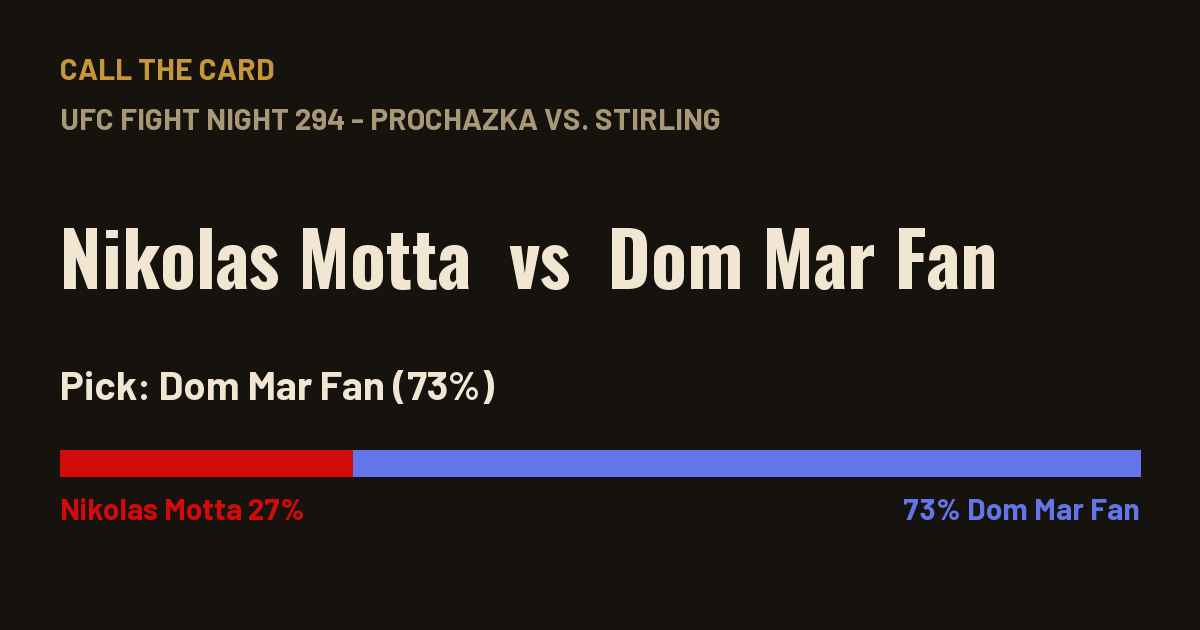 CALL THE CARD
UFC FIGHT NIGHT 294 – PROCHAZKA VS. STIRLING
Nikolas Motta vs Dom Mar Fan
Pick: Dom Mar Fan (73%)
Nikolas Motta 27%
73% Dom Mar Fan